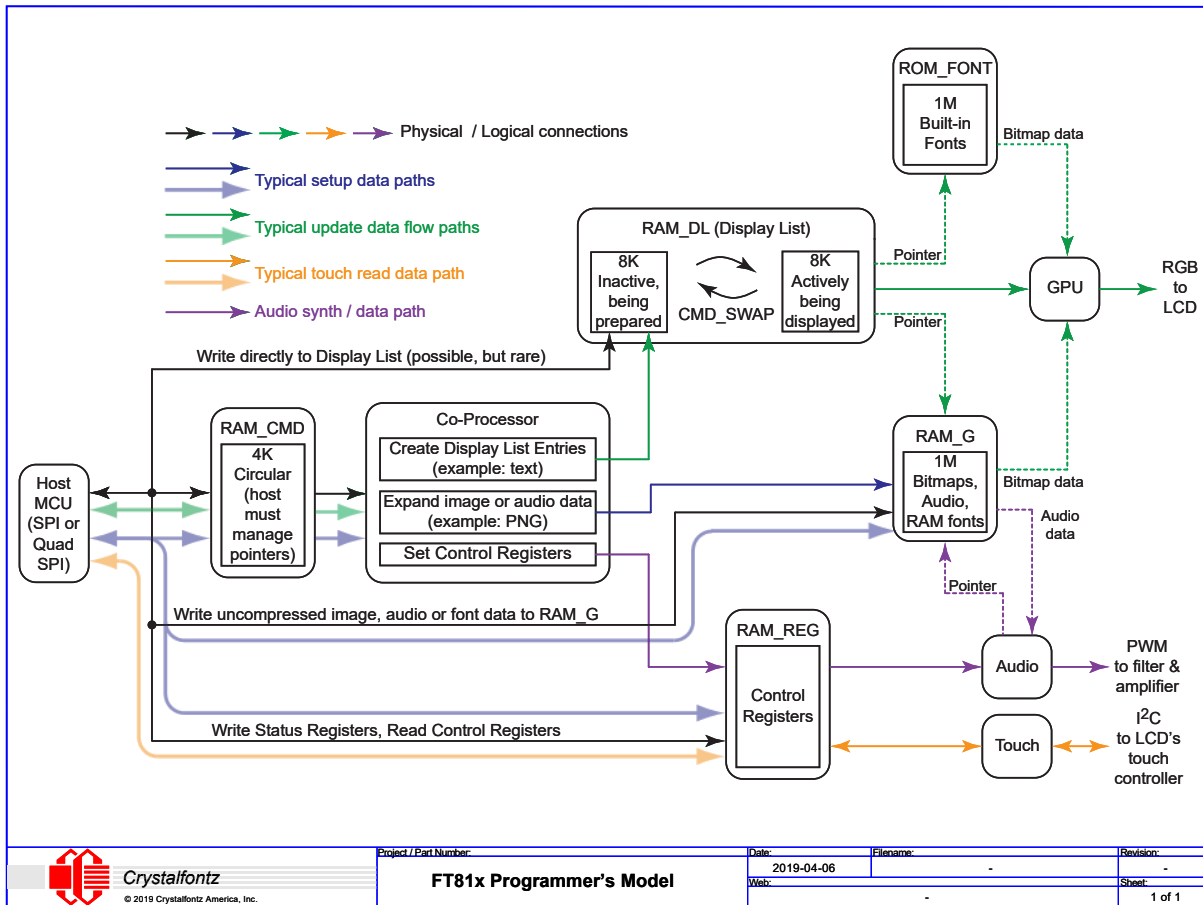 ROM_FONT
1M
Built-in
Fonts
Bitmap data
Physical / Logical connections
Typical setup data paths
Typical update data flow paths
Typical touch read data path
Audio synth / data path
RAM_DL (Display List)
8K
Inactive,
being
prepared
CMD_SWAP
8K
Actively
being
displayed
Pointer
Pointer
GPU
RGB
to
LCD
Write directly to Display List (possible, but rare)
Host
MCU
(SPI or
Quad
SPI)
RAM_CMD
4K
Circular
(host
must
manage
pointers)
Co-Processor
Create Display List Entries
(example: text)
Expand image or audio data
(example: PNG)
Set Control Registers
RAM_G
1M
Bitmaps,
Audio,
RAM fonts
Bitmap data
Audio
data
Pointer
Write uncompressed image, audio or font data to RAM_G
RAM_REG
Control
Registers
Write Status Registers, Read Control Registers
Audio
PWM
to filter &
amplifier
Touch
I²C
to LCD's
touch
controller
Crystalfontz
© 2019 Crystalfontz America, Inc.
Project / Part Number:
FT81x Programmer's Model
Date:
2019-04-06
Filename:
-
Revision:
-
Web:
-
Sheet:
1 of 1